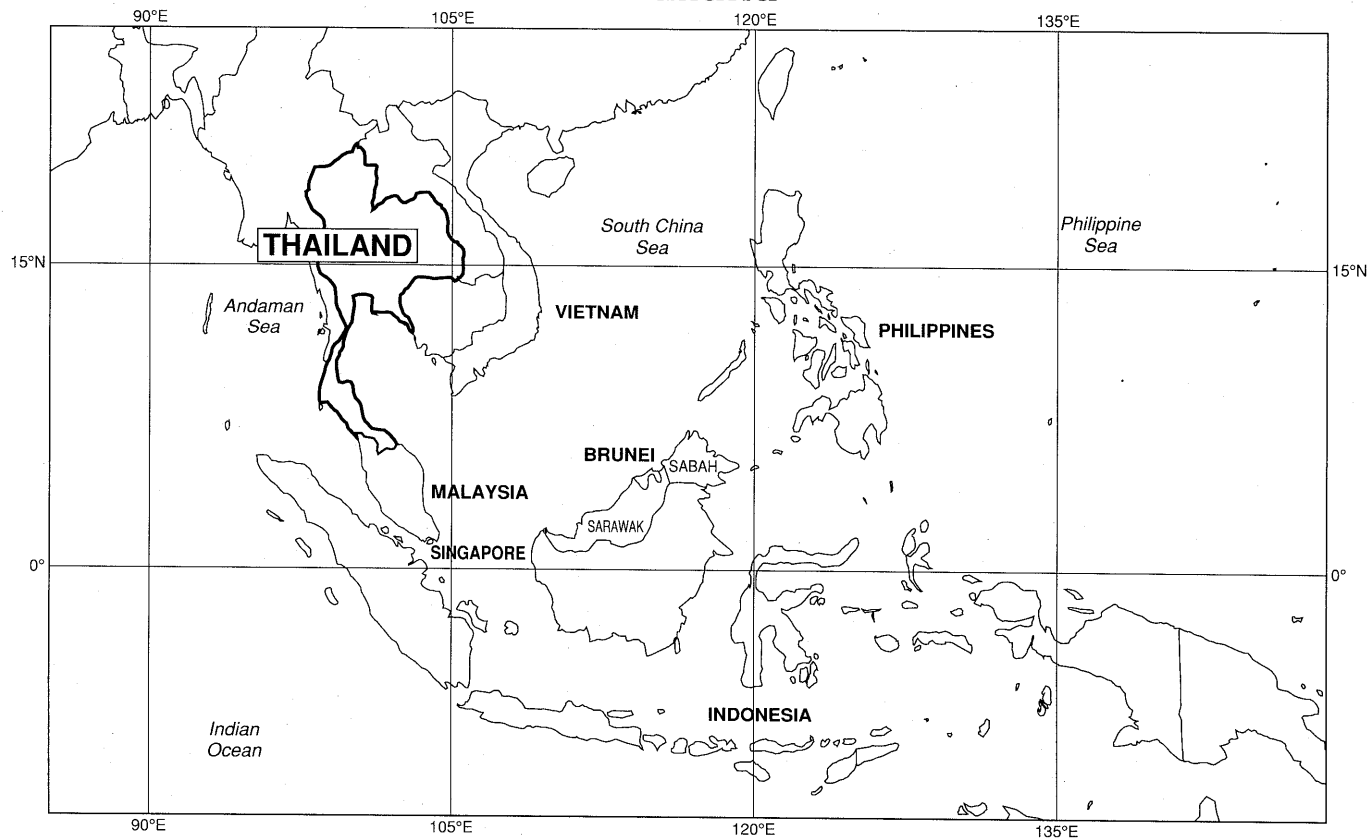 90°E
105°E
120°E
135°E
South China
Sea
Philippine
Sea
THAILAND
15°N
15°N
Andaman
Sea
VIETNAM
PHILIPPINES
BRUNEI
SABAH
MALAYSIA
SARAWAK
SINGAPORE
0°
0°
INDONESIA
Indian
Ocean
90°E
105°E
120°E
135°E